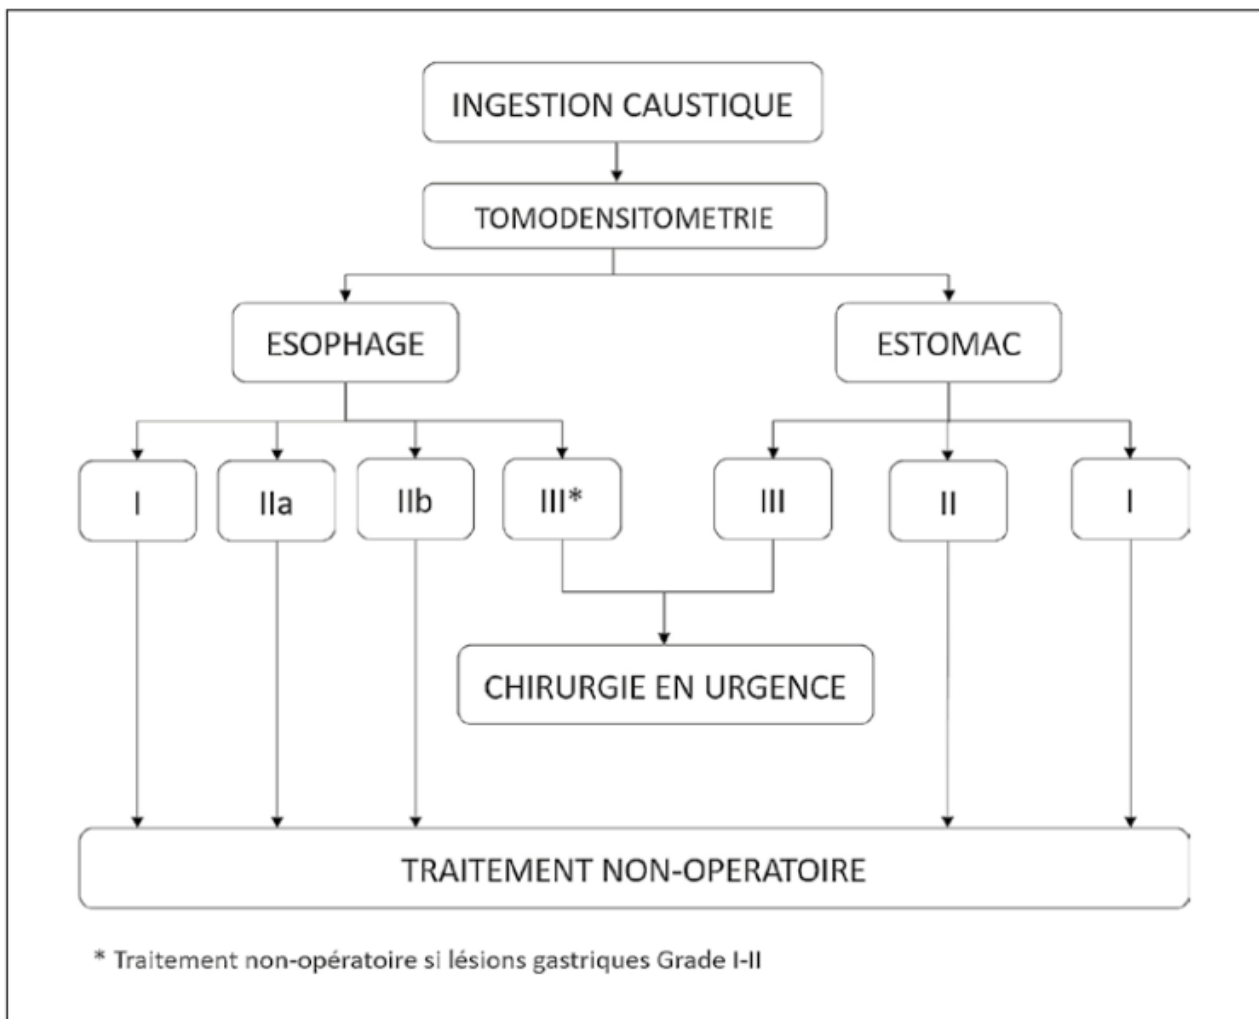 INGESTION CAUSTIQUE
TOMODENSITOMETRIE
ESOPHAGE
ESTOMAC
I
IIa
IIb
III*
III
II
I
CHIRURGIE EN URGENCE
TRAITEMENT NON-OPERATOIRE
* Traitement non-opératoire si lésions gastriques Grade I-II